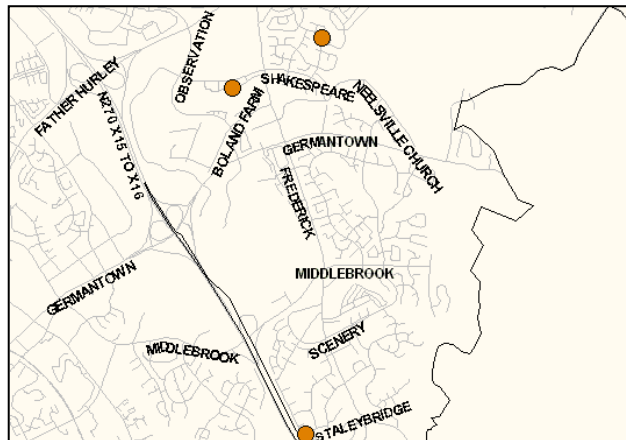 OBSERVATION
FATHER HURLEY
SHAKESPEARE
NEELSVILLE CHURCH
N270 X15 TO X16
BOLAND FARM
GERMANTOWN
FREDERICK
GERMANTOWN
MIDDLEBROOK
MIDDLEBROOK
SCENERY
STALEYBRIDGE